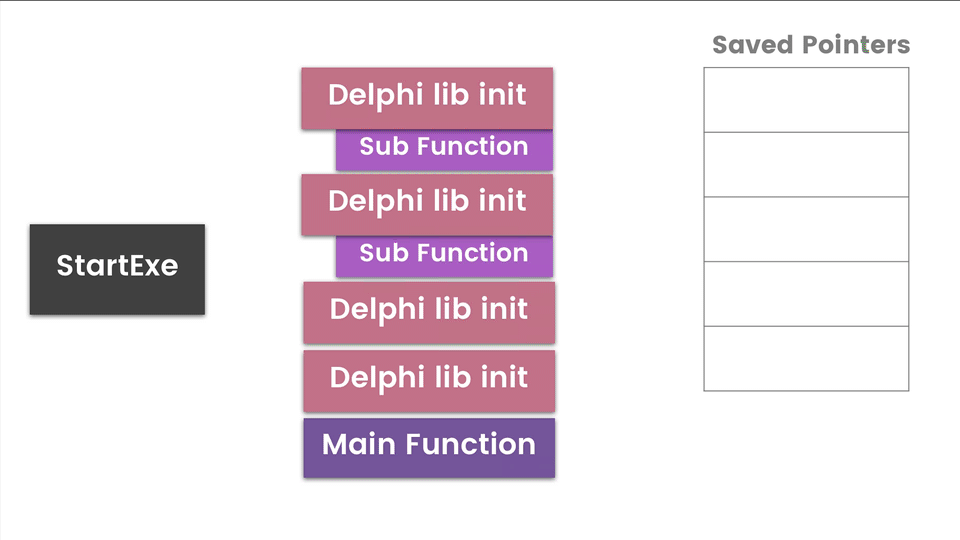 Saved Pointers
Delphi lib init
Sub Function
Delphi lib init
Sub Function
StartExe
Delphi lib init
Delphi lib init
Main Function